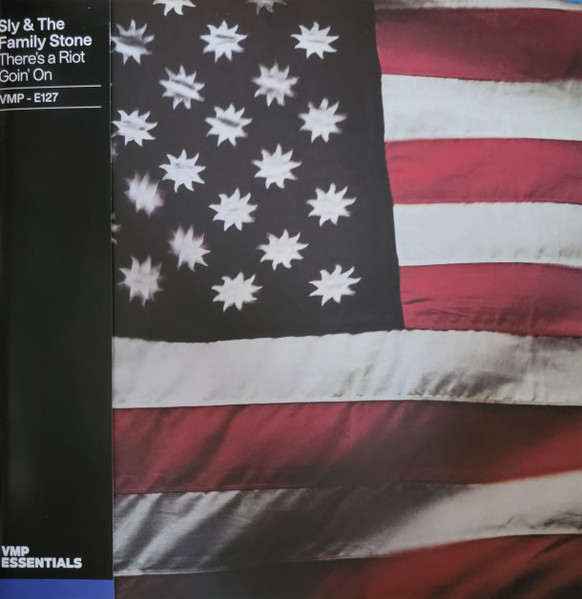 Sly & The
Family Stone
There's a Riot
Goin' On
VMP - E127
VMP
ESSENTIALS